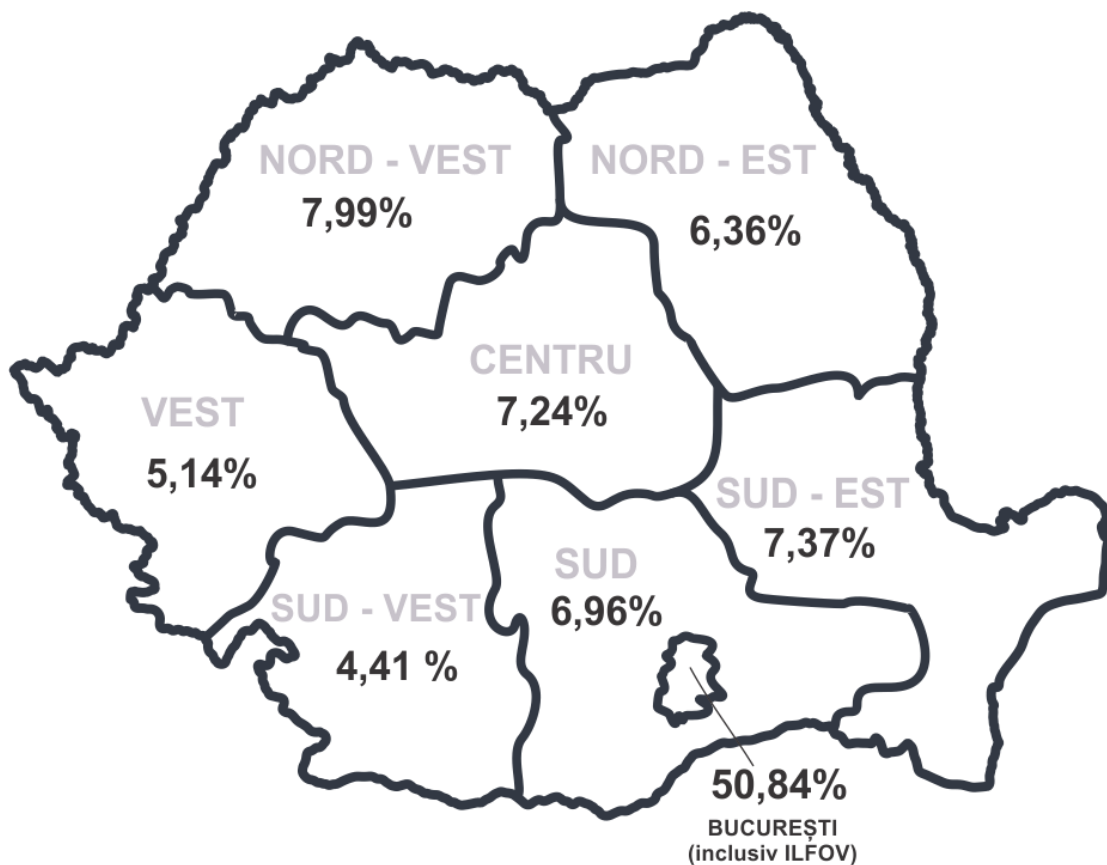 NORD - VEST
7,99%
NORD - EST
6,36%
CENTRU
7,24%
VEST
5,14%
SUD - EST
7,37%
SUD
6,96%
SUD - VEST
4,41 %
50,84%
BUCUREȘTI
(inclusiv ILFOV)